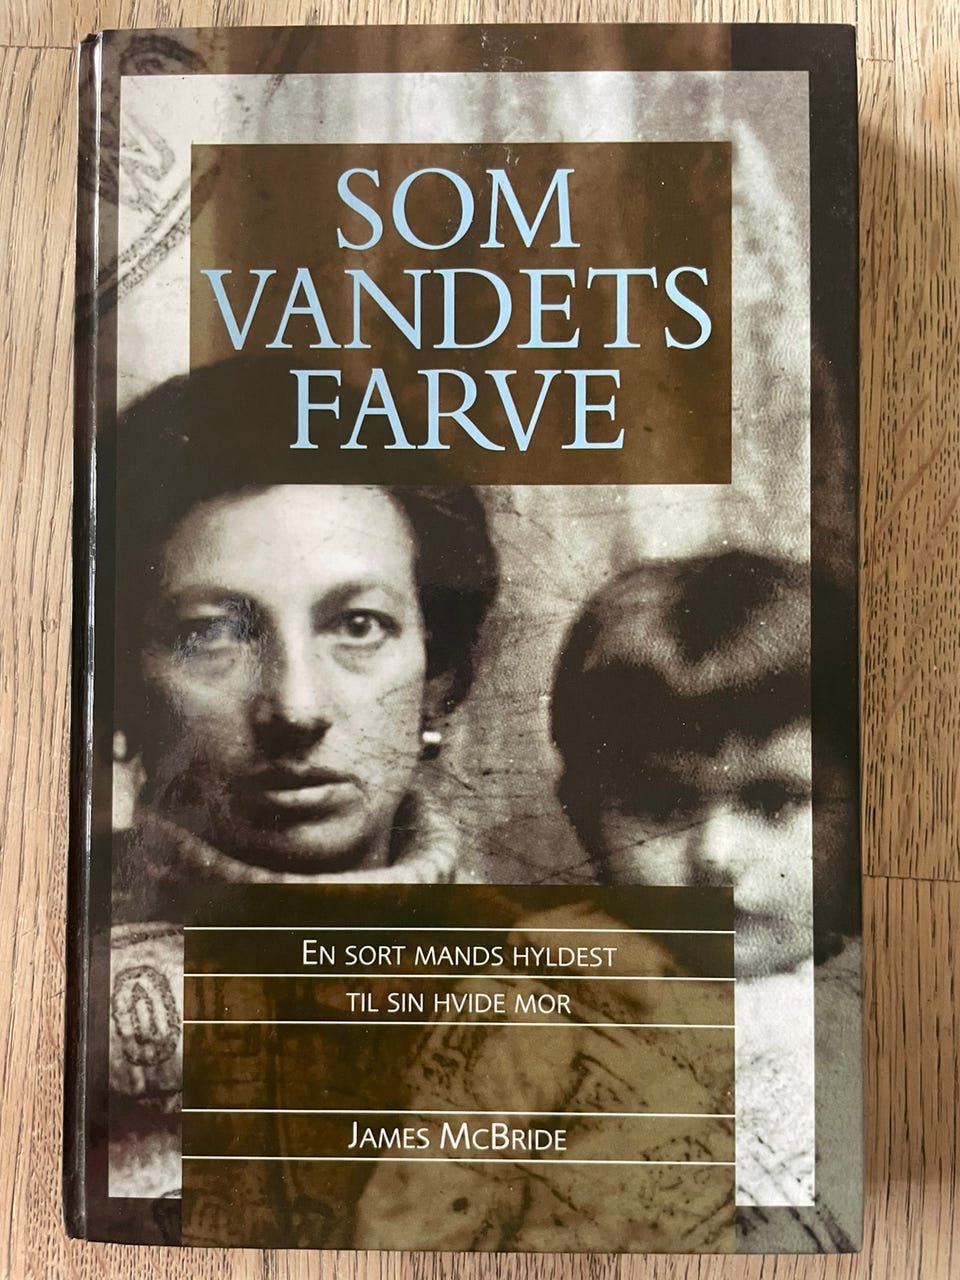 SOM
VANDETS
FARVE
EN SORT MANDS HYLDEST
TIL SIN HVIDE MOR
JAMES MCBRIDE